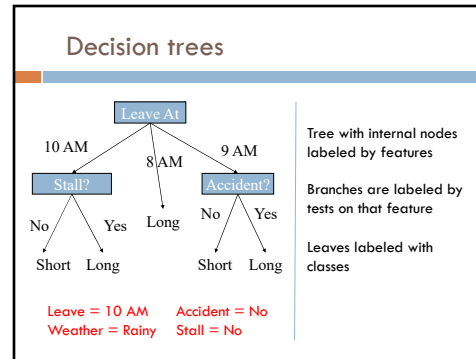 Decision trees
Leave At
10 AM
8 AM
9 AM
Stall?
Accident?
No
Yes
Long
No
Yes
Short
Long
Short
Long
Leave = 10 AM Accident = No
Weather = Rainy Stall = No
Tree with internal nodes
labeled by features
Branches are labeled by
tests on that feature
Leaves labeled with
classes